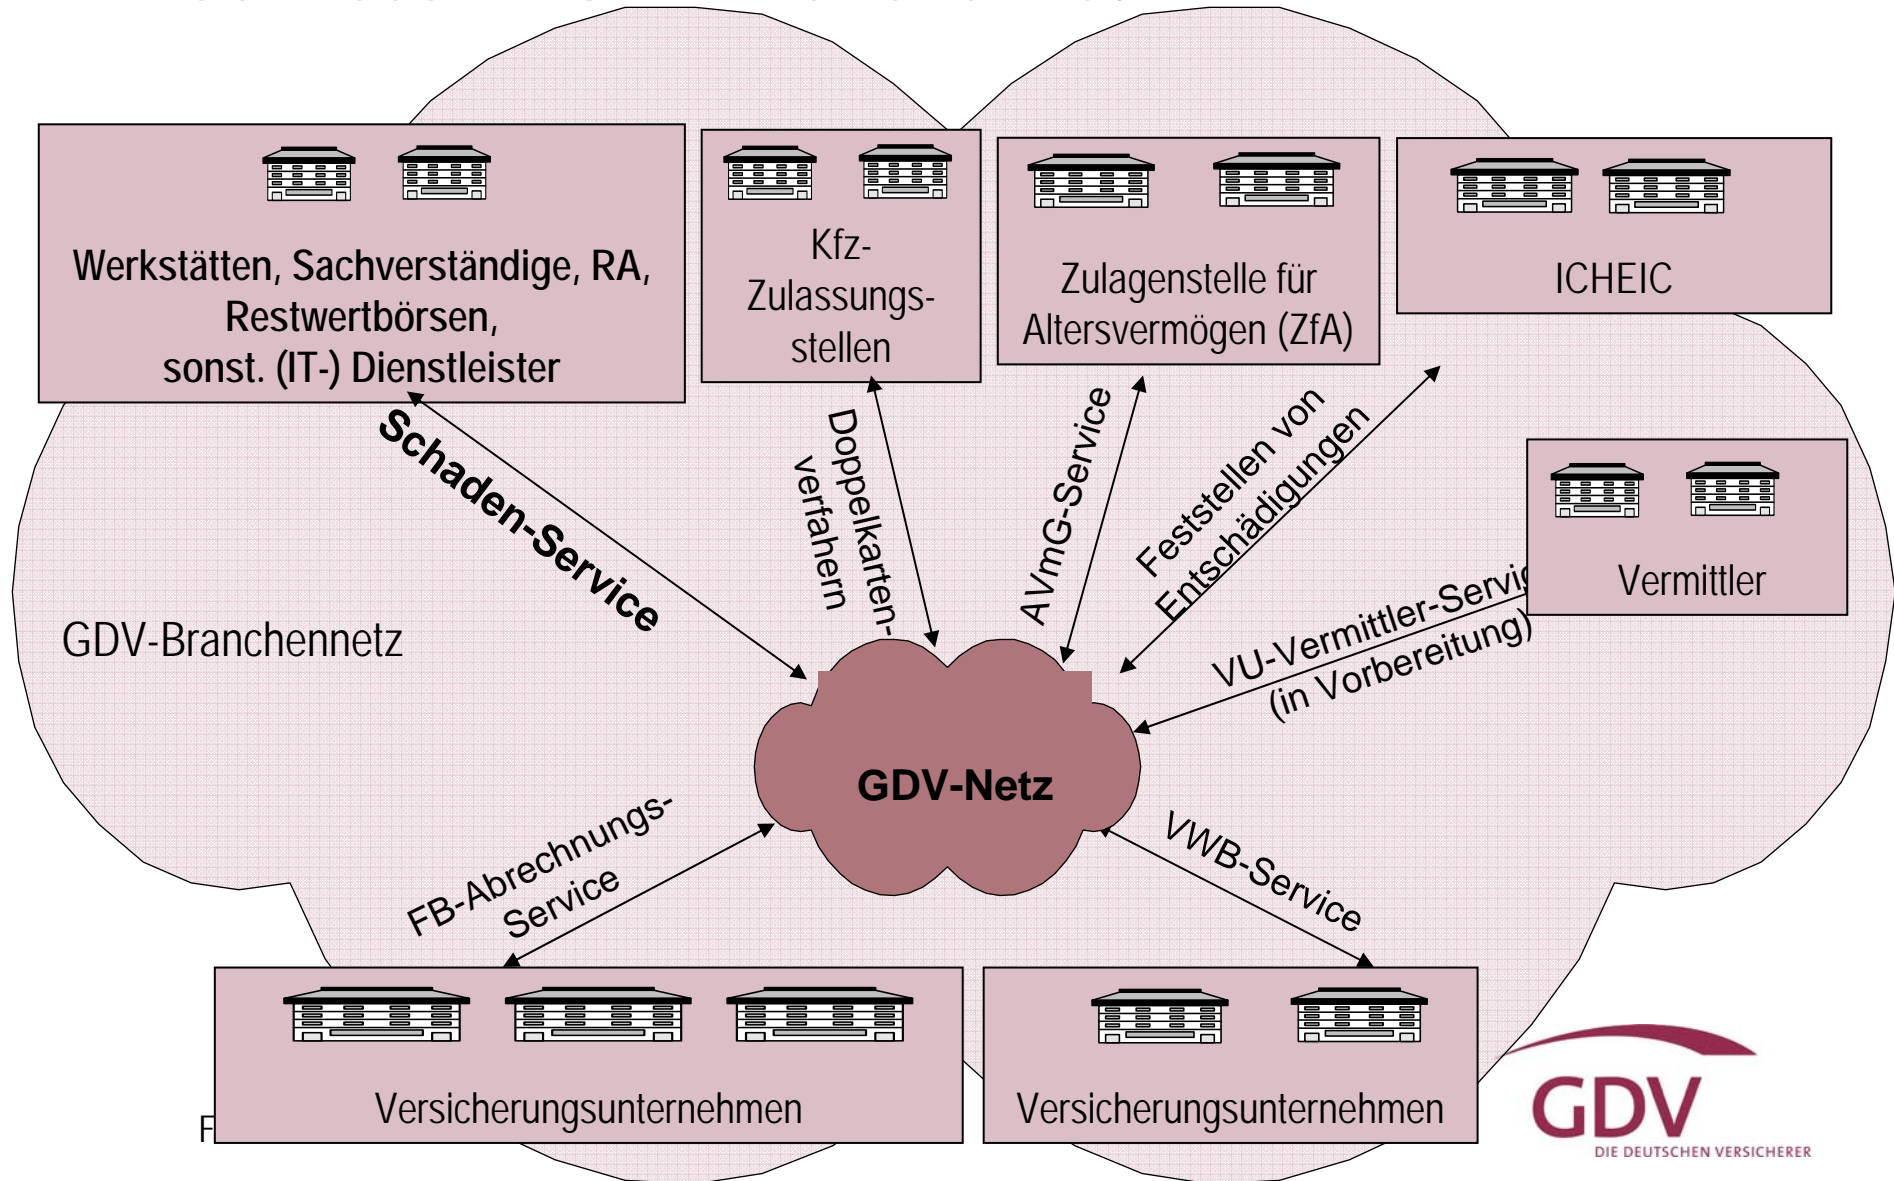 Werkstätten, Sachverständige, RA,
Restwertbörsen,
sonst. (IT-) Dienstleister
Kfz-
Zulassungs-
stellen
Zulagenstelle für
Altersvermögen (ZfA)
ICHEIC
Schaden-Service
Doppelkarten-
verfahern
AVmG-Service
Feststellen von
Entschädigungen
VU-Vermittler-Servi
(in Vorbereitung)
Vermittler
GDV-Branchennetz
GDV-Netz
FB-Abrechnungs-
Service
VWB-Service
Versicherungsunternehmen
Versicherungsunternehmen
F
GDV
DIE DEUTSCHEN VERSICHERER